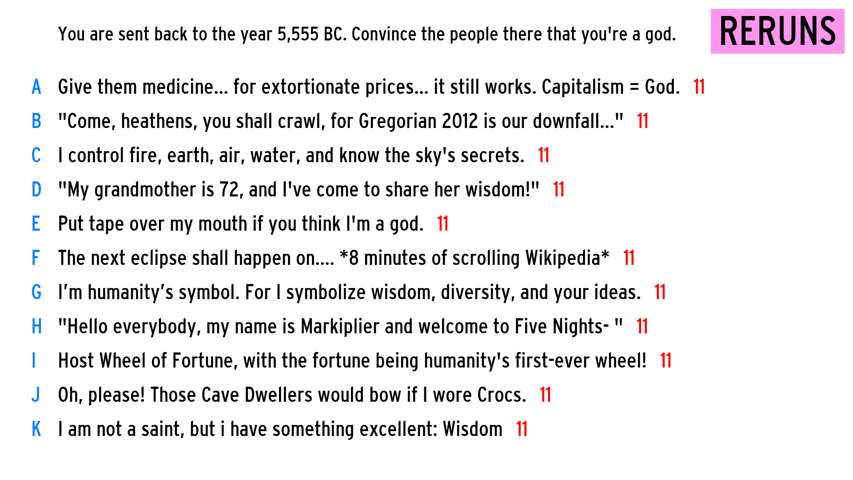 You are sent back to the year 5,555 BC. Convince the people there that you're a god.
RERUNS
A Give them medicine... for extortionate prices... it still works. Capitalism = God. 11
B "Come, heathens, you shall crawl, for Gregorian 2012 is our downfall..." 11
C I control fire, earth, air, water, and know the sky's secrets. 11
D "My grandmother is 72, and I've come to share her wisdom!" 11
E Put tape over my mouth if you think I'm a god. 11
F The next eclipse shall happen on.... *8 minutes of scrolling Wikipedia* 11
G I’m humanity’s symbol. For I symbolize wisdom, diversity, and your ideas. 11
H "Hello everybody, my name is Markiplier and welcome to Five Nights- " 11
I Host Wheel of Fortune, with the fortune being humanity's first-ever wheel! 11
J Oh, please! Those Cave Dwellers would bow if I wore Crocs. 11
K I am not a saint, but i have something excellent: Wisdom 11